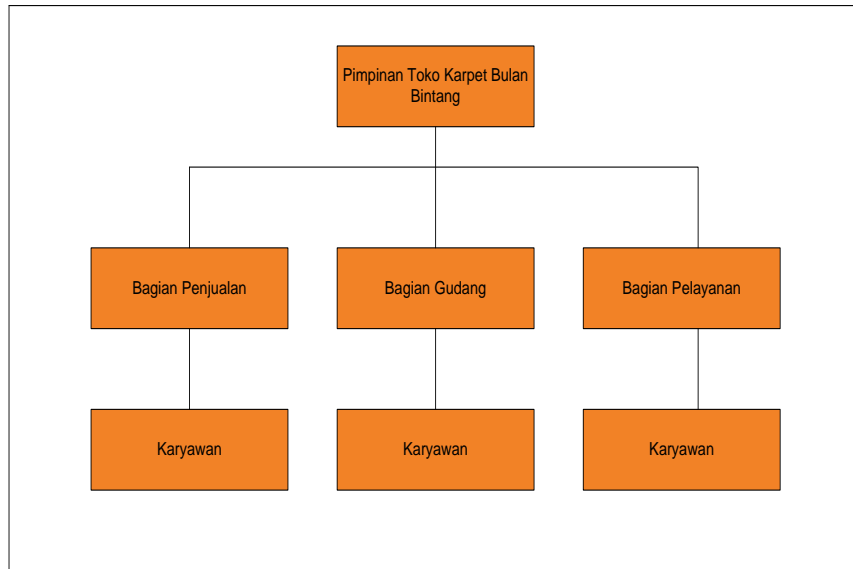 Pimpinan Toko Karpet Bulan
Bintang
Bagian Penjualan
Bagian Gudang
Bagian Pelayanan
Karyawan
Karyawan
Karyawan